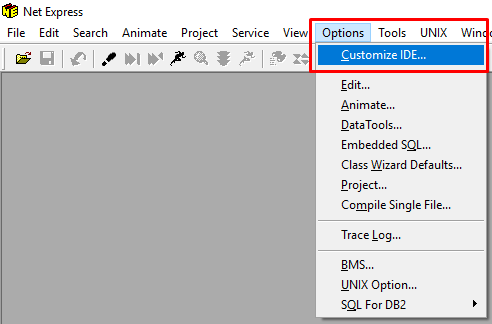 Net Express
File Edit Search Animate Project Service View Options Tools UNIX Windo
Customize IDE...
Edit...
Animate...
DataTools...
Embedded SQL...
Class Wizard Defaults...
Project...
Compile Single File...
Trace Log...
BMS...
UNIX Option...
SQL For DB2